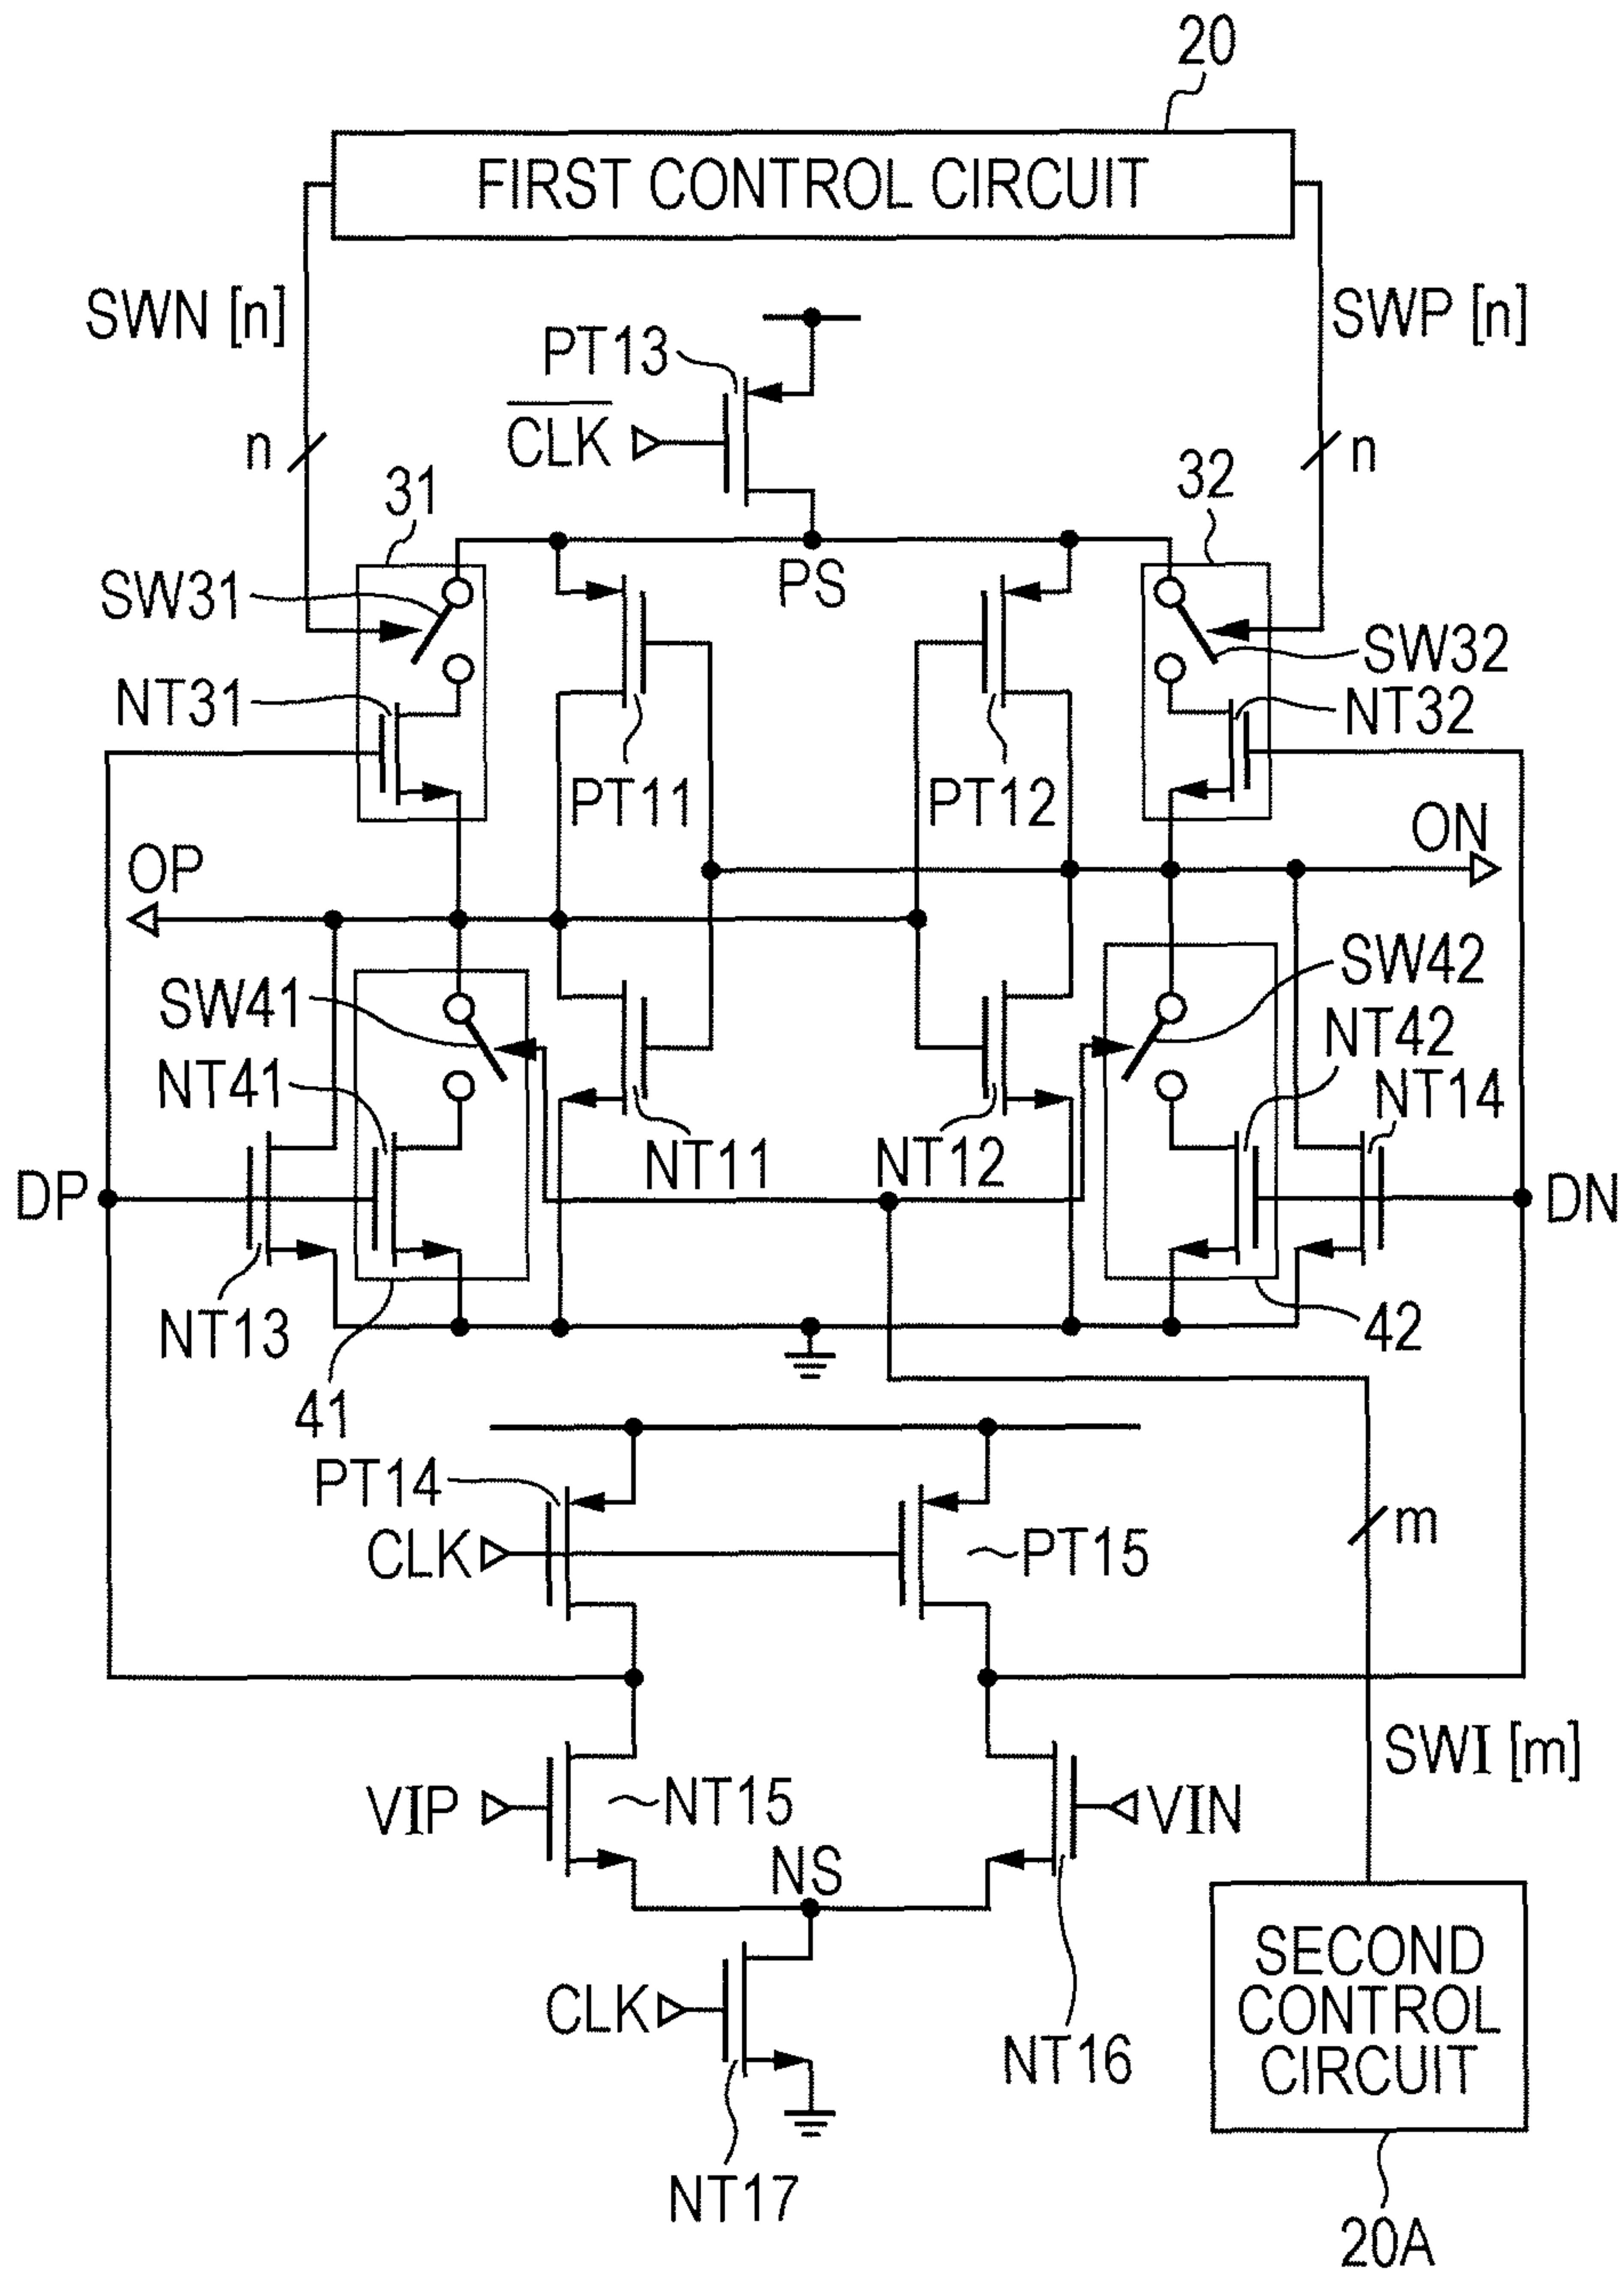 20
FIRST CONTROL CIRCUIT
SWN [n]
SWP [n]
PT13
CLK
n
n
31
32
PS
SW31
SW32
NT31
NT32
PT11
PT12
OP
ON
SW41
SW42
NT42
NT41
NT14
NT11
NT12
DP
DN
NT13
42
41
PT14
CLK
PT15
m
SWI [m]
VIP
NT15
VIN
NS
SECOND
CONTROL
CIRCUIT
CLK
NT16
NT17
20A